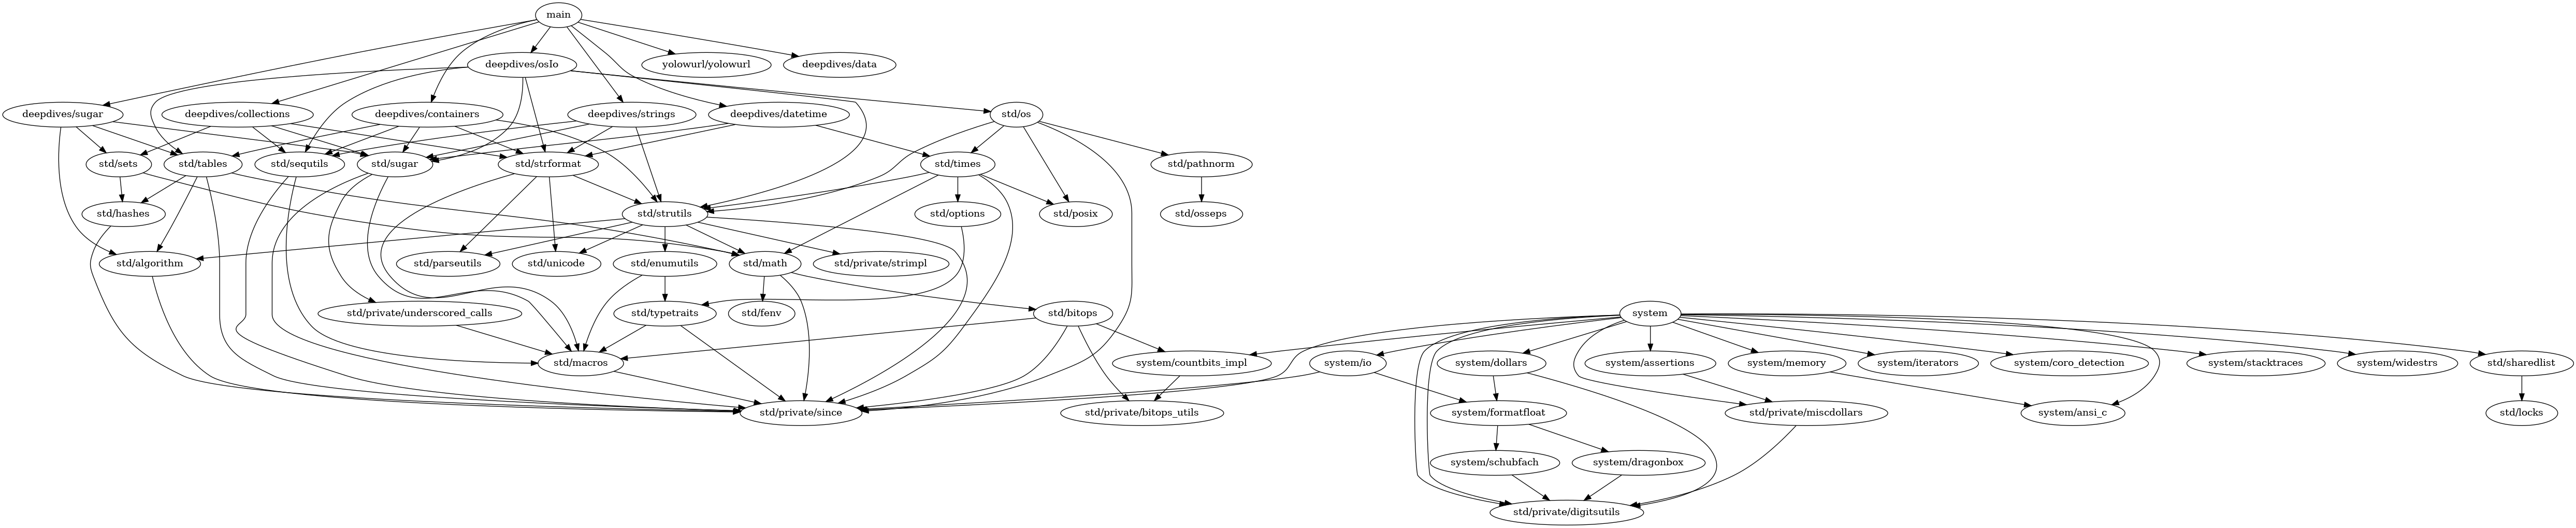 main
deepdives/osIo
yolowurl/yolowurl
deepdives/data
deepdives/sugar
deepdives/collections
deepdives/containers
deepdives/strings
deepdives/datetime
std/os
std/sets
std/tables
std/sequtils
std/sugar
std/strformat
std/times
std/pathnorm
std/hashes
std/strutils
std/options
std/posix
std/osseps
std/algorithm
std/parseutils
std/unicode
std/enumutils
std/math
std/private/strimpl
std/private/underscored_calls
std/typetraits
std/fenv
std/bitops
system
std/macros
system/countbits_impl
system/io
system/dollars
system/assertions
system/memory
system/iterators
system/coro_detection
system/stacktraces
system/widestrs
std/sharedlist
std/private/since
std/private/bitops_utils
system/formatfloat
std/private/miscdollars
system/ansi_c
std/locks
system/schubfach
system/dragonbox
std/private/digitsutils